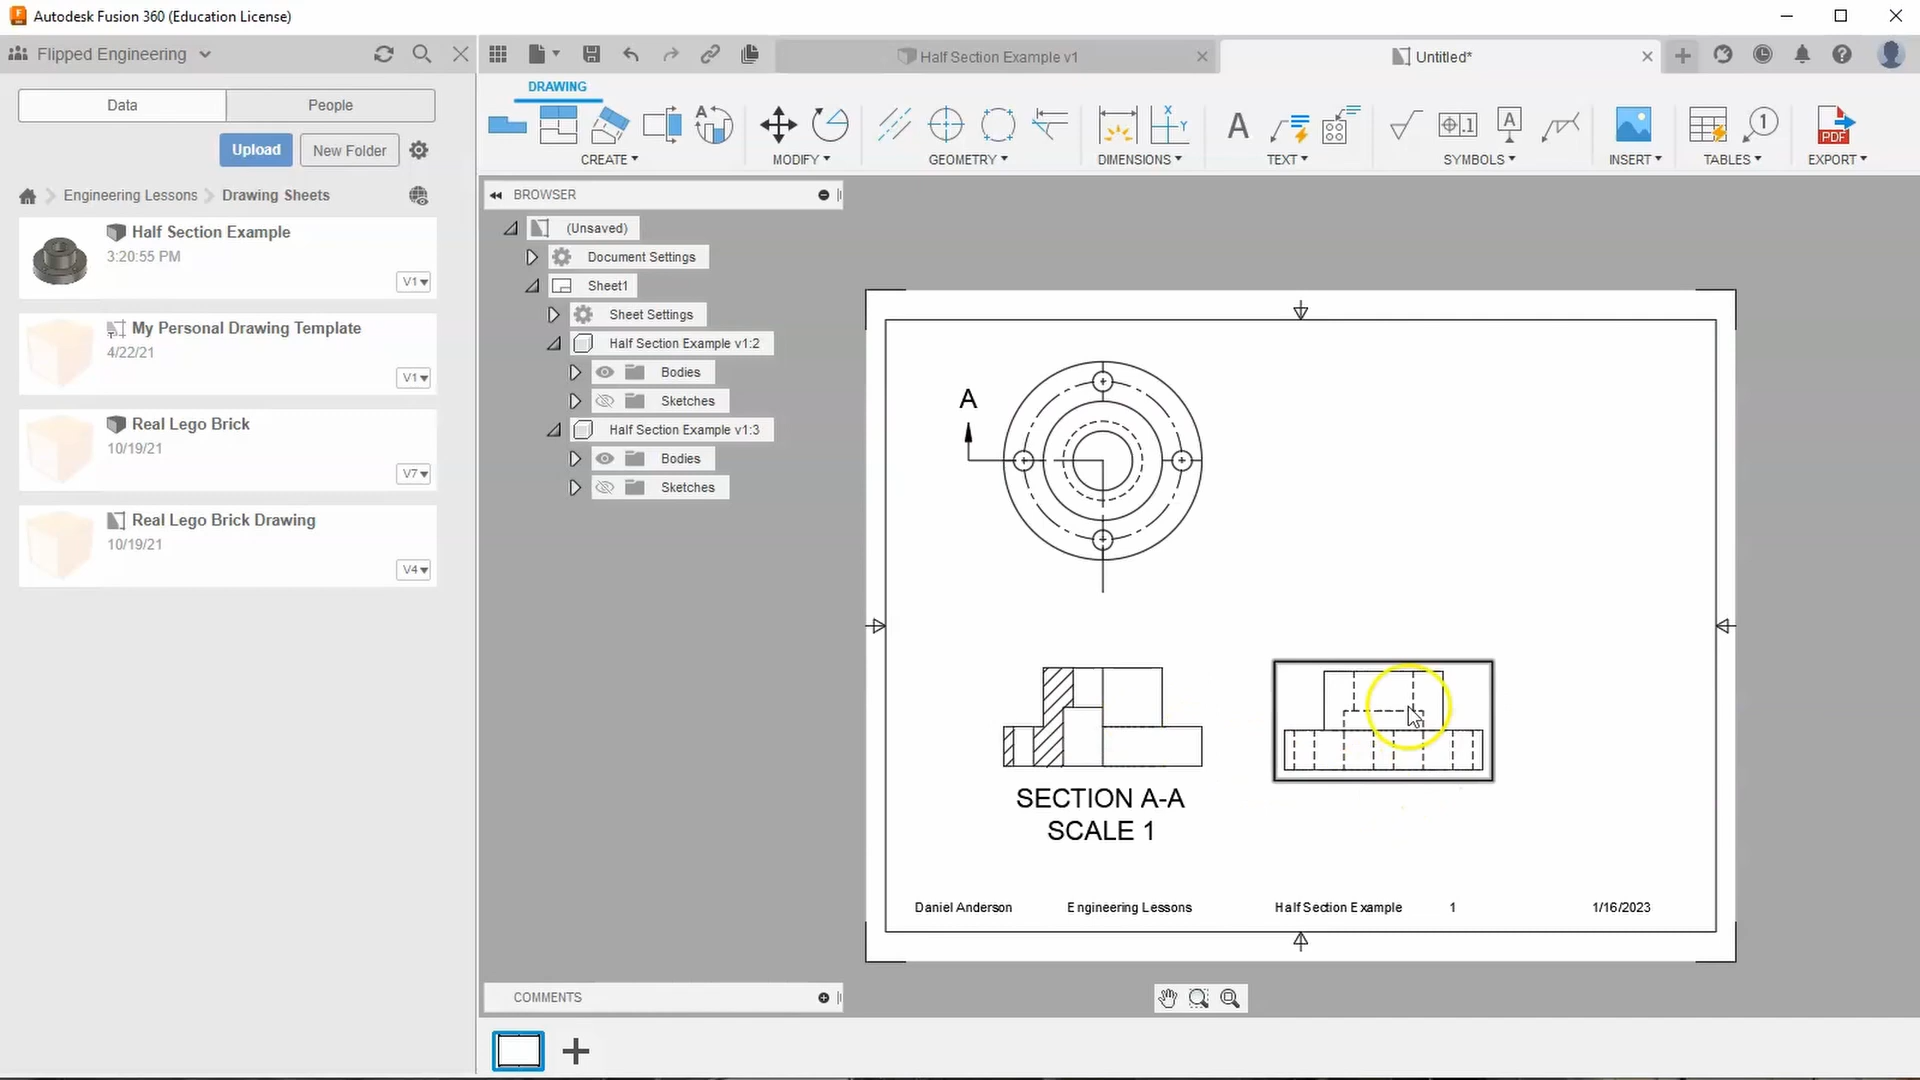 Autodesk Fusion 360 (Education License)
Flipped Engineering
Half Section Example v1
Untitled*
Data
People
Upload
New Folder
Engineering Lessons
Drawing Sheets
Half Section Example
3:20:55 PM
V1
My Personal Drawing Template
4/22/21
V1
Real Lego Brick
10/19/21
V7
Real Lego Brick Drawing
10/19/21
V4
DRAWING
CREATE
MODIFY
GEOMETRY
DIMENSIONS
TEXT
SYMBOLS
INSERT
TABLES
EXPORT
PDF
BROWSER
(Unsaved)
Document Settings
Sheet1
Sheet Settings
Half Section Example v1:2
Bodies
Sketches
Half Section Example v1:3
Bodies
Sketches
A
SECTION A-A
SCALE 1
Daniel Anderson
Engineering Lessons
Half Section Example
1
1/16/2023
COMMENTS